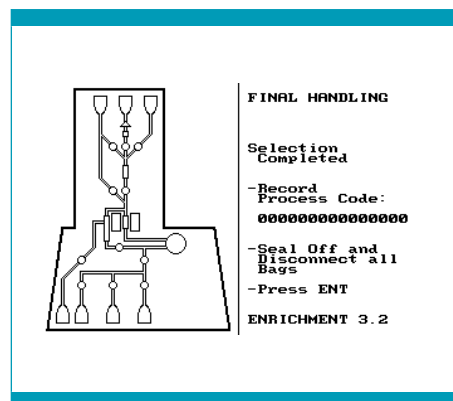 FINAL HANDLING
Selection
Completed
-Record
Process Code:
000000000000000
-Seal Off and
Disconnect all
Bags
-Press ENT
ENRICHMENT 3.2